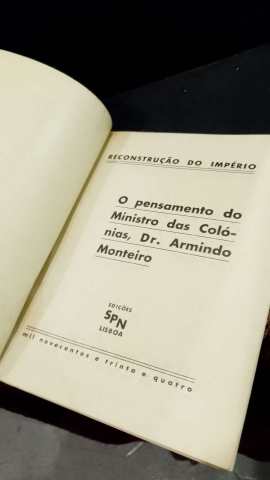 RECONSTRUÇÃO DO IMPÉRIO
O pensamento do
Ministro das Coló-
nias, Dr. Armindo
Monteiro
EDIÇÕES
SPN
LISBOA
mil novecentos e trinta e quatro